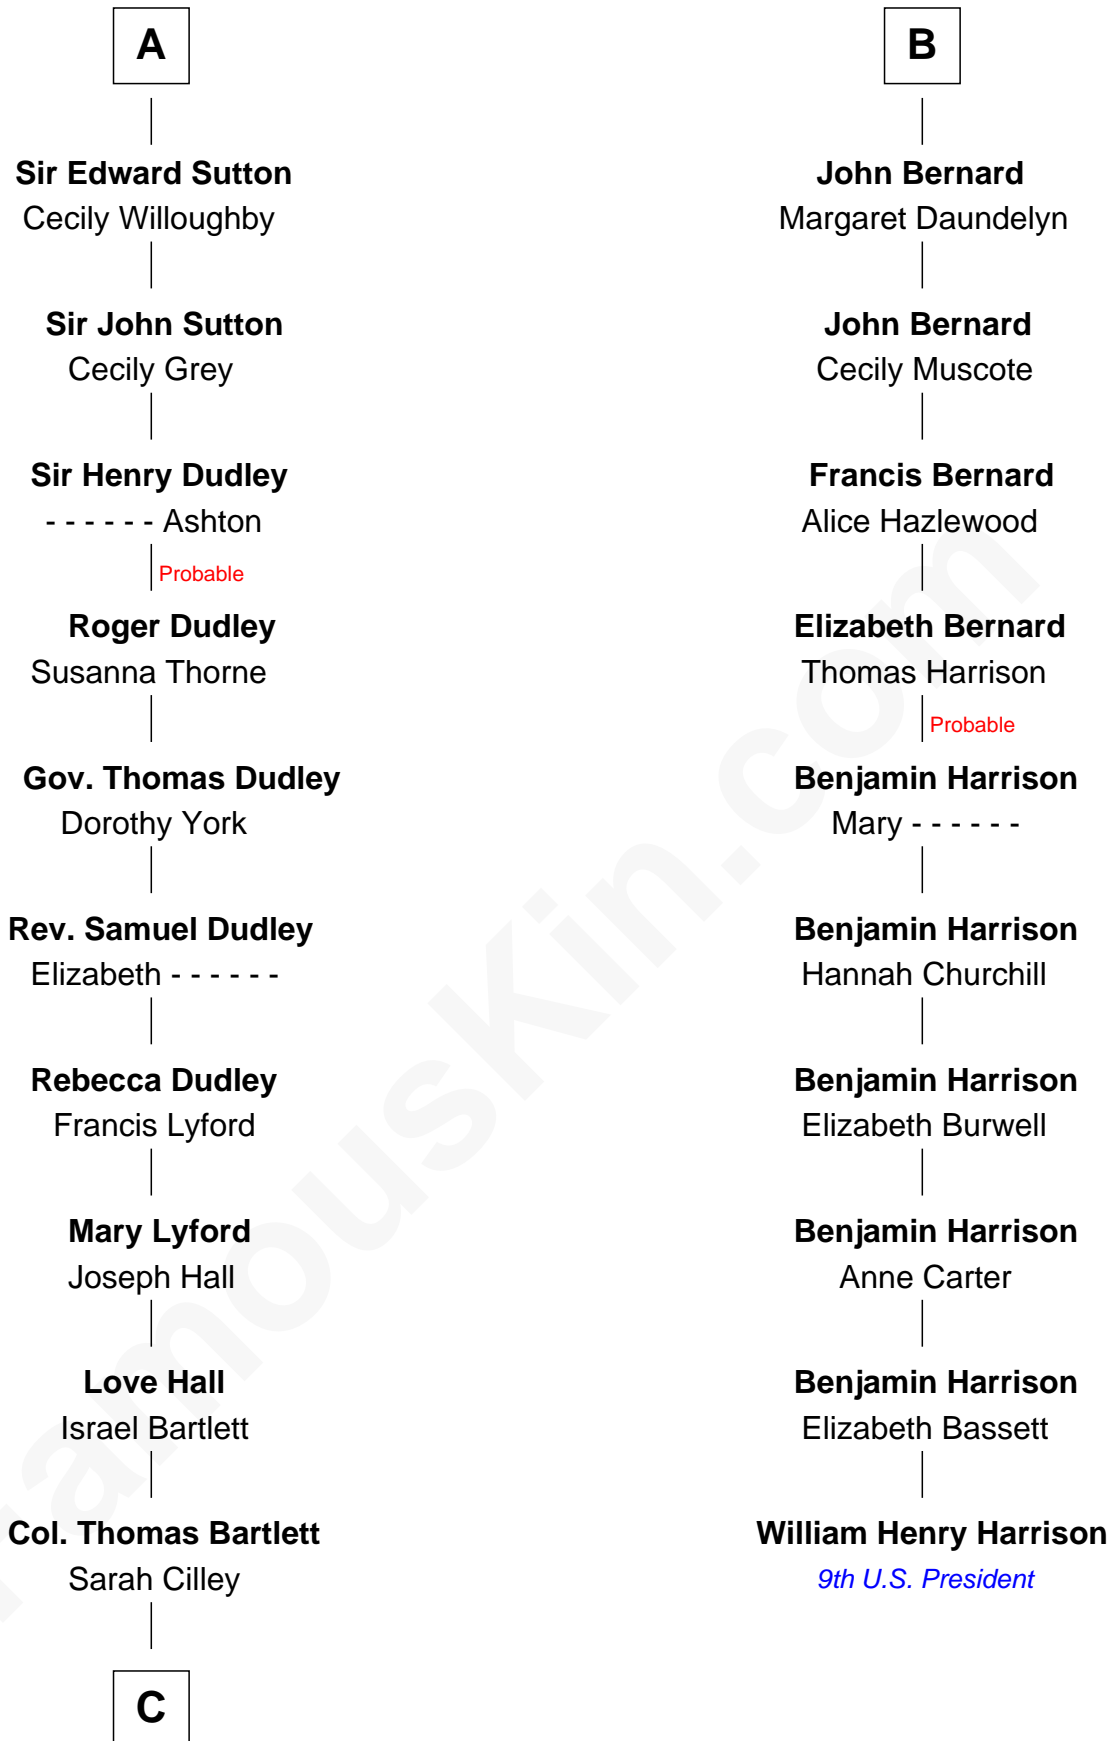 A
Sir Edward Sutton
Cecily Willoughby
Sir John Sutton
Cecily Grey
Sir Henry Dudley
- - - - - - Ashton
Probable
Roger Dudley
Susanna Thorne
Gov. Thomas Dudley
Dorothy York
Rev. Samuel Dudley
Elizabeth - - - - - -
Rebecca Dudley
Francis Lyford
Mary Lyford
Joseph Hall
Love Hall
Israel Bartlett
Col. Thomas Bartlett
Sarah Cilley
C
B
John Bernard
Margaret Daundelyn
John Bernard
Cecily Muscote
Francis Bernard
Alice Hazlewood
Elizabeth Bernard
Thomas Harrison
Probable
Benjamin Harrison
Mary - - - - - -
Benjamin Harrison
Hannah Churchill
Benjamin Harrison
Elizabeth Burwell
Benjamin Harrison
Anne Carter
Benjamin Harrison
Elizabeth Bassett
William Henry Harrison
9th U.S. President
FamousKin.com